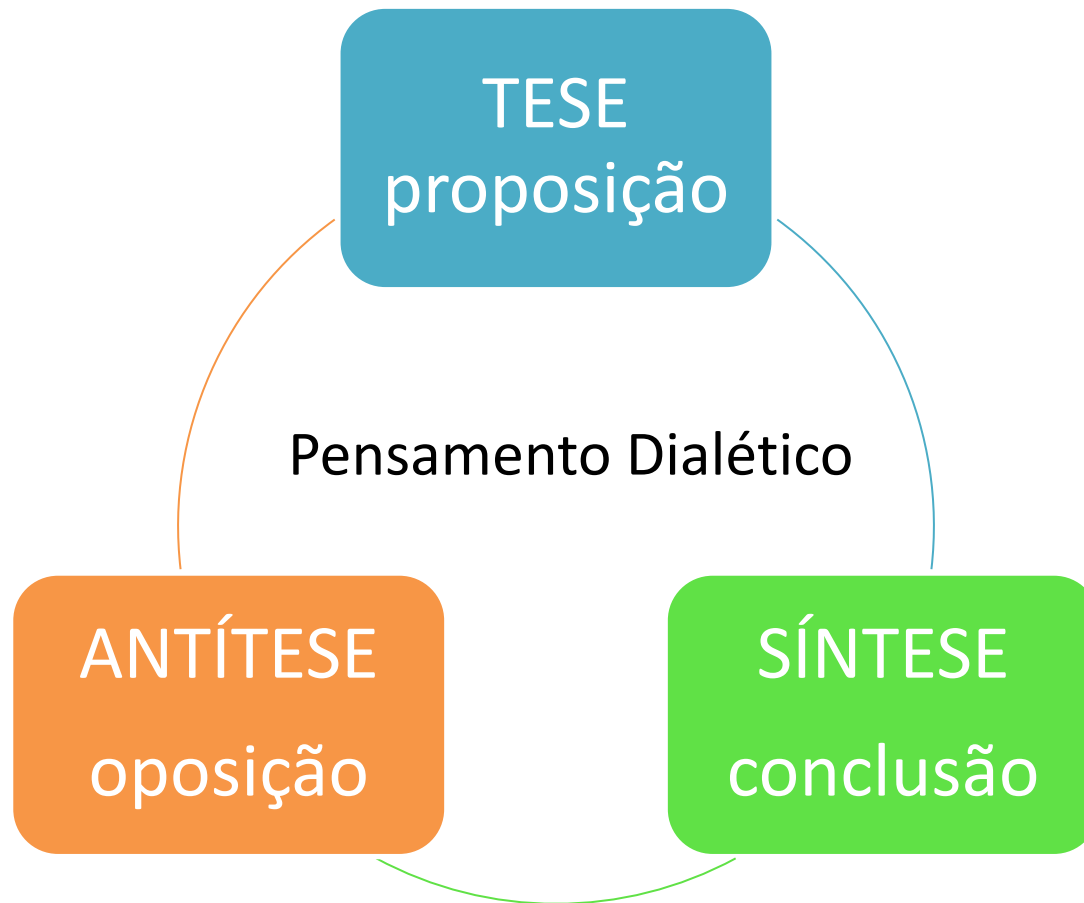 TESE
proposição
Pensamento Dialético
ANTÍTESE
oposição
SÍNTESE
conclusão